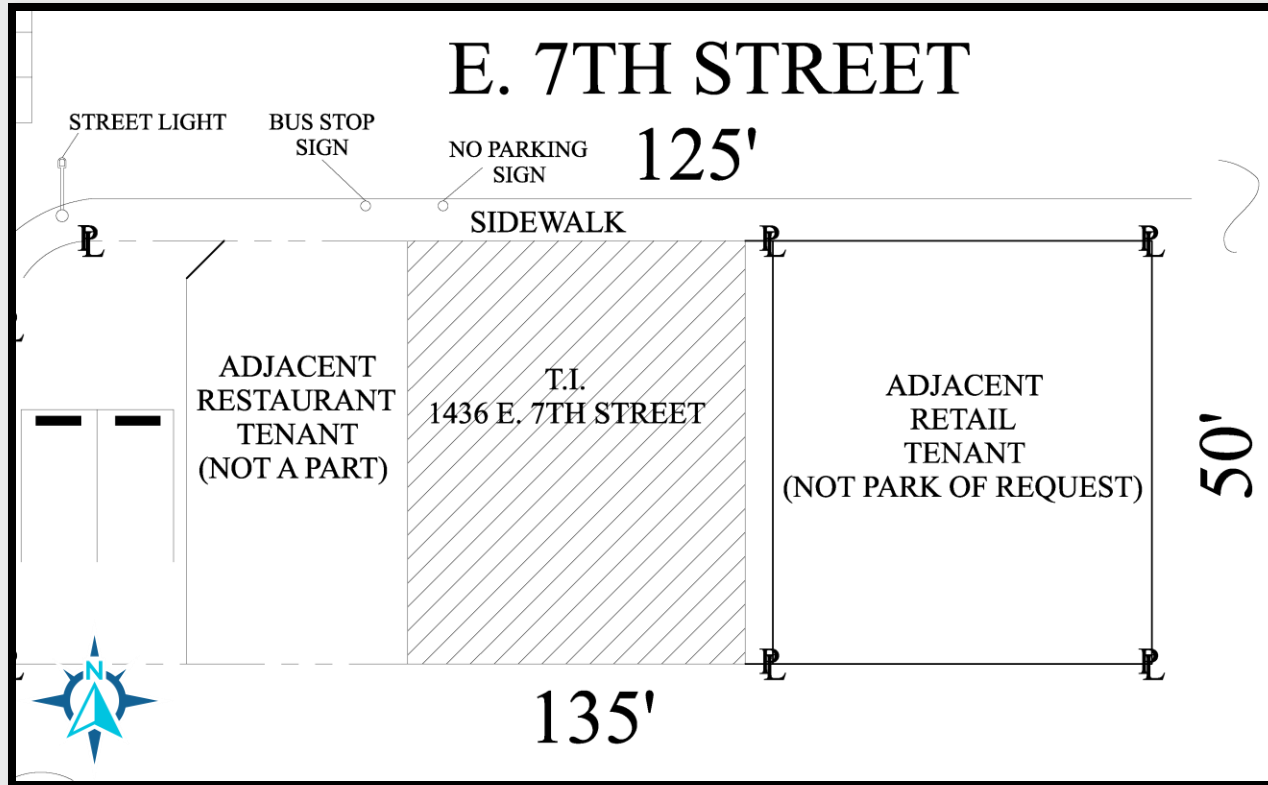 E. 7TH STREET
125'
STREET LIGHT
BUS STOP
SIGN
NO PARKING
SIGN
SIDEWALK
PL
PL
PL
ADJACENT
RESTAURANT
TENANT
(NOT A PART)
T.I.
1436 E. 7TH STREET
ADJACENT
RETAIL
TENANT
(NOT PARK OF REQUEST)
50'
PL
PL
N
135'